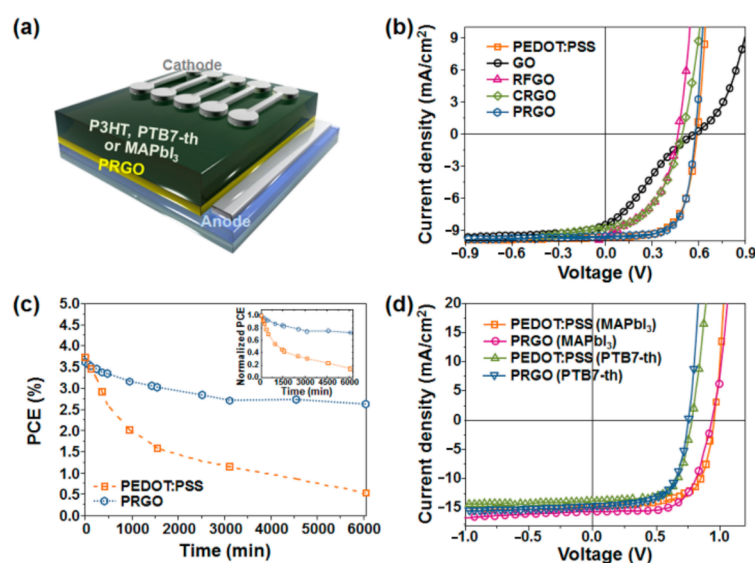 (a)
Cathode
P3HT, PTB7-th
or MAPbI₃
PRGO
Anode
(b)
Current density (mA/cm²)
9
6
3
0
−3
−6
−9
PEDOT:PSS
GO
RFGO
CRGO
PRGO
−0.9 −0.6 −0.3 0.0 0.3 0.6 0.9
Voltage (V)
(c)
PCE (%)
5.0
4.5
4.0
3.5
3.0
2.5
2.0
1.5
1.0
0.5
0.0
Normalized PCE
1.0
0.8
0.6
0.4
0.2
0.0
0 1500 3000 4500 6000
Time (min)
PEDOT:PSS
PRGO
0 1000 2000 3000 4000 5000 6000
Time (min)
(d)
Current density (mA/cm²)
20
15
10
5
0
−5
−10
−15
PEDOT:PSS (MAPbI₃)
PRGO (MAPbI₃)
PEDOT:PSS (PTB7-th)
PRGO (PTB7-th)
−1.0 −0.5 0.0 0.5 1.0
Voltage (V)